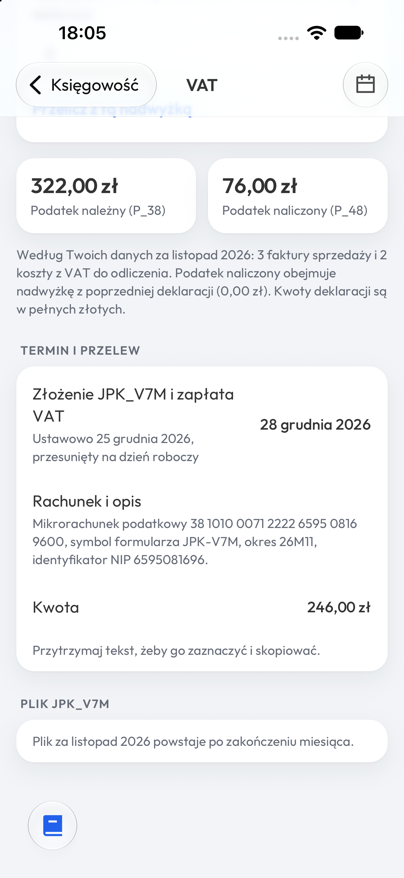 18:05
Księgowość
VAT
Przelicz z tą nadwyżką
322,00 zł
Podatek należny (P_38)
76,00 zł
Podatek naliczony (P_48)
Według Twoich danych za listopad 2026: 3 faktury sprzedaży i 2
koszty z VAT do odliczenia. Podatek naliczony obejmuje
nadwyżkę z poprzedniej deklaracji (0,00 zł). Kwoty deklaracji są
w pełnych złotych.
TERMIN I PRZELEW
Złożenie JPK_V7M i zapłata
VAT
28 grudnia 2026
Ustawowo 25 grudnia 2026,
przesunięty na dzień roboczy
Rachunek i opis
Mikrorachunek podatkowy 38 1010 0071 2222 6595 0816
9600, symbol formularza JPK-V7M, okres 26M11,
identyfikator NIP 6595081696.
Kwota
246,00 zł
Przytrzymaj tekst, żeby go zaznaczyć i skopiować.
PLIK JPK_V7M
Plik za listopad 2026 powstaje po zakończeniu miesiąca.